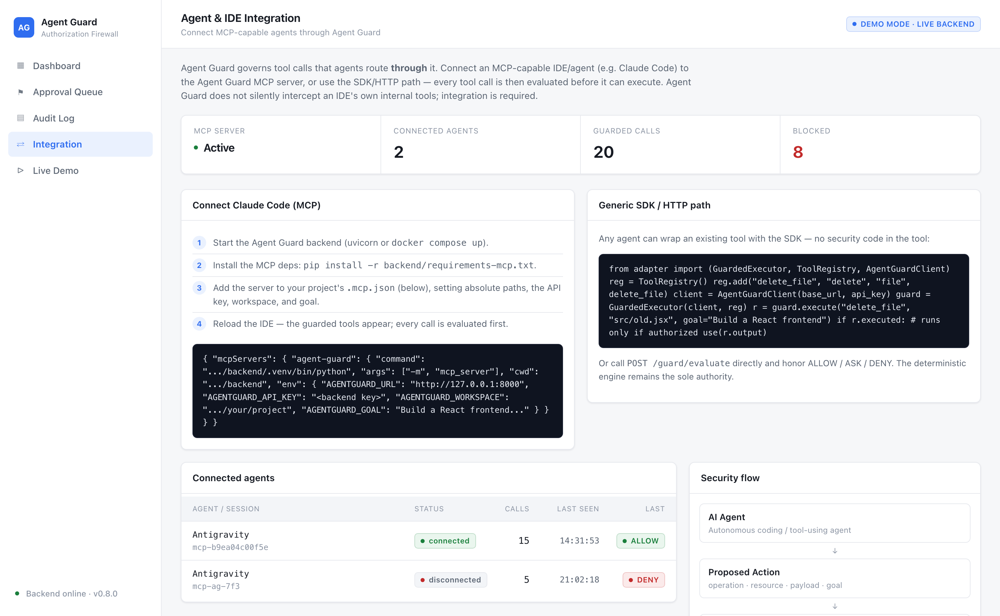 AG
Agent Guard
Authorization Firewall
Dashboard
Approval Queue
Audit Log
Integration
Live Demo
Backend online · v0.8.0
Agent & IDE Integration
Connect MCP-capable agents through Agent Guard
DEMO MODE · LIVE BACKEND
Agent Guard governs tool calls that agents route through it. Connect an MCP-capable IDE/agent (e.g. Claude Code) to
the Agent Guard MCP server, or use the SDK/HTTP path — every tool call is then evaluated before it can execute. Agent
Guard does not silently intercept an IDE's own internal tools; integration is required.
MCP SERVER
Active
CONNECTED AGENTS
2
GUARDED CALLS
20
BLOCKED
8
Connect Claude Code (MCP)
1 Start the Agent Guard backend (uvicorn or docker compose up).
2 Install the MCP deps: pip install -r backend/requirements-mcp.txt.
3 Add the server to your project's .mcp.json (below), setting absolute paths, the API
key, workspace, and goal.
4 Reload the IDE — the guarded tools appear; every call is evaluated first.
{ "mcpServers": { "agent-guard": { "command":
".../backend/.venv/bin/python", "args": ["-m", "mcp_server"], "cwd":
".../backend", "env": { "AGENTGUARD_URL": "http://127.0.0.1:8000",
"AGENTGUARD_API_KEY": "<backend key>", "AGENTGUARD_WORKSPACE":
".../your/project", "AGENTGUARD_GOAL": "Build a React frontend..." } }
} }
Generic SDK / HTTP path
Any agent can wrap an existing tool with the SDK — no security code in the tool:
from adapter import (GuardedExecutor, ToolRegistry, AgentGuardClient)
reg = ToolRegistry() reg.add("delete_file", "delete", "file",
delete_file) client = AgentGuardClient(base_url, api_key) guard =
GuardedExecutor(client, reg) r = guard.execute("delete_file",
"src/old.jsx", goal="Build a React frontend") if r.executed: # runs
only if authorized use(r.output)
Or call POST /guard/evaluate directly and honor ALLOW / ASK / DENY. The deterministic
engine remains the sole authority.
Connected agents
AGENT / SESSION STATUS CALLS LAST SEEN LAST
Antigravity
mcp-b9ea04c00f5e
connected 15 14:31:53 ALLOW
Antigravity
mcp-ag-7f3
disconnected 5 21:02:18 DENY
Security flow
AI Agent
Autonomous coding / tool-using agent
↓
Proposed Action
operation · resource · payload · goal
↓